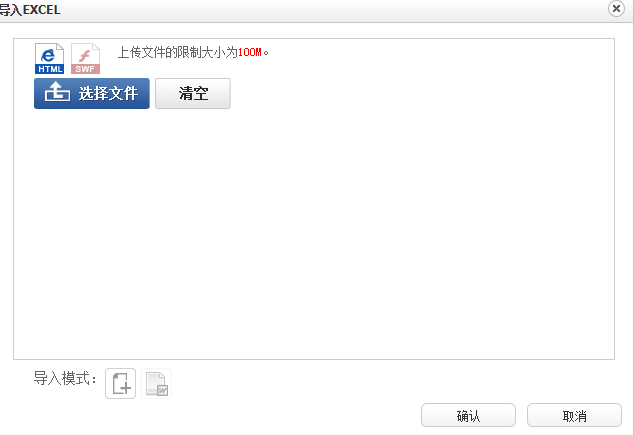 导入EXCEL
HTML
SWF
上传文件的限制大小为100M。
选择文件
清空
导入模式：
W
确认
取消